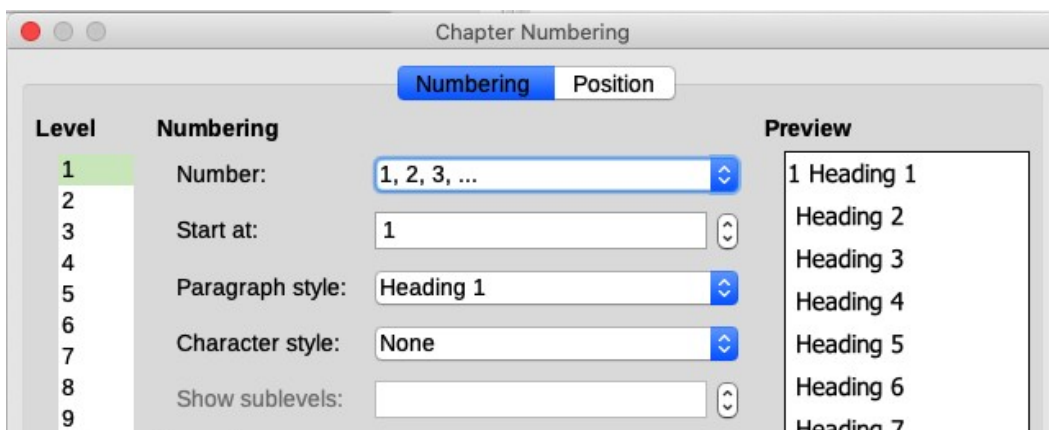 Chapter Numbering
Numbering Position
Level Numbering Preview
1 Number: 1, 2, 3, ... 1 Heading 1
2 Heading 2
3 Start at: 1 Heading 3
4 Heading 4
5 Paragraph style: Heading 1 Heading 5
6 Heading 6
7 Character style: None Heading 7
8 Show sublevels:
9